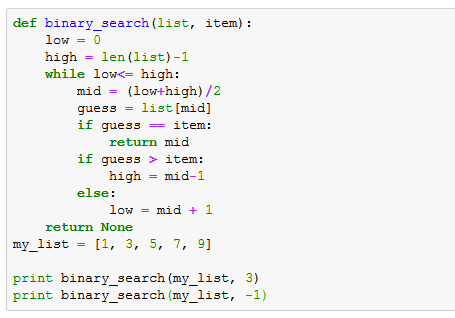 def binary_search(list, item):
    low = 0
    high = len(list)-1
    while low<= high:
        mid = (low+high)/2
        guess = list[mid]
        if guess == item:
            return mid
        if guess > item:
            high = mid-1
        else:
            low = mid + 1
    return None
my_list = [1, 3, 5, 7, 9]

print binary_search(my_list, 3)
print binary_search(my_list, -1)